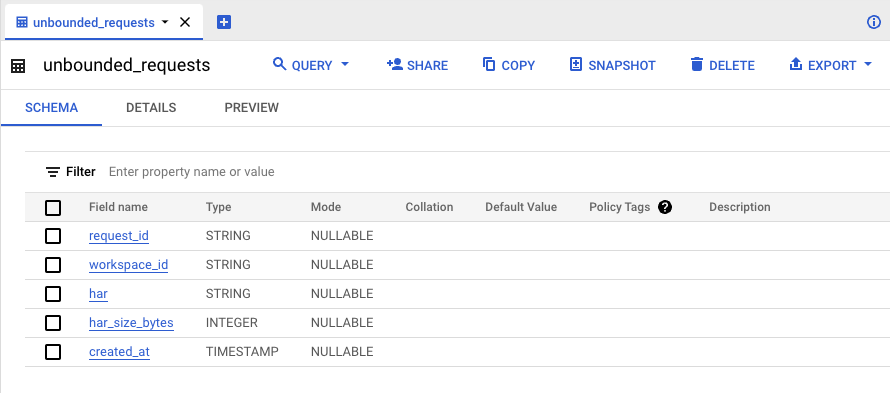 unbounded_requests
unbounded_requests QUERY SHARE COPY SNAPSHOT DELETE EXPORT
SCHEMA DETAILS PREVIEW
Filter Enter property name or value
Field name Type Mode Collation Default Value Policy Tags ? Description
request_id STRING NULLABLE
workspace_id STRING NULLABLE
har STRING NULLABLE
har_size_bytes INTEGER NULLABLE
created_at TIMESTAMP NULLABLE